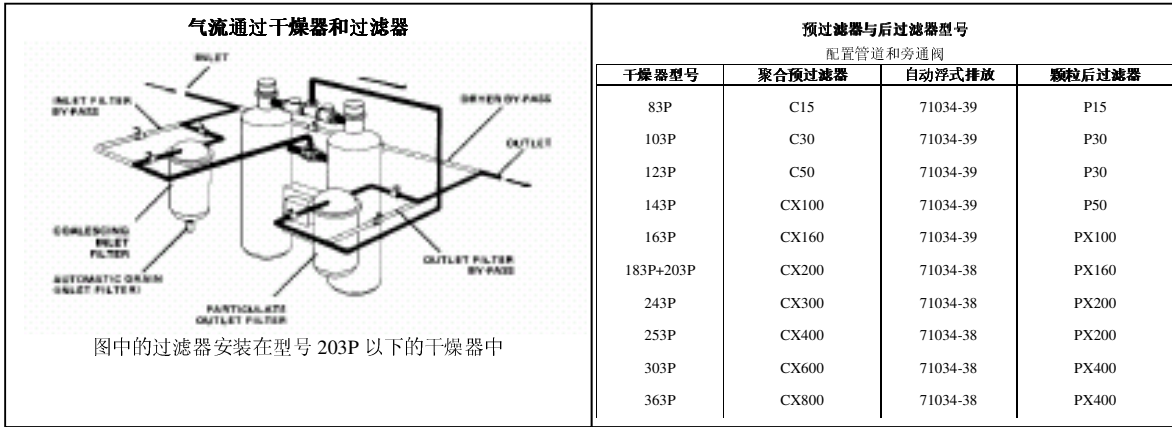 气流通过干燥器和过滤器
INLET
INLET FILTER
BY-PASS
DRYER BY-PASS
OUTLET
COALESCING
INLET
FILTER
AUTOMATIC DRAIN
(INLET FILTER)
OUTLET FILTER
BY-PASS
PARTICULATE
OUTLET FILTER
图中的过滤器安装在型号 203P 以下的干燥器中
预过滤器与后过滤器型号
配置管道和旁通阀
干燥器型号 聚合预过滤器 自动浮式排放 颗粒后过滤器
83P C15 71034-39 P15
103P C30 71034-39 P30
123P C50 71034-39 P30
143P CX100 71034-39 P50
163P CX160 71034-39 PX100
183P+203P CX200 71034-38 PX160
243P CX300 71034-38 PX200
253P CX400 71034-38 PX200
303P CX600 71034-38 PX400
363P CX800 71034-38 PX400